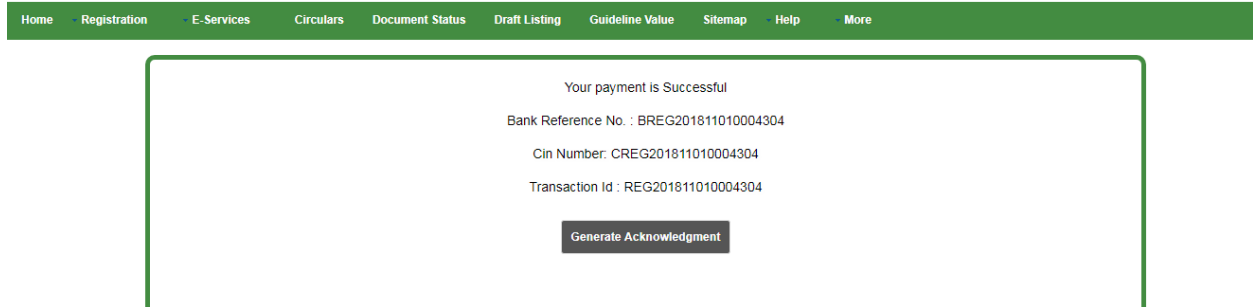 Home Registration E-Services Circulars Document Status Draft Listing Guideline Value Sitemap Help More
Your payment is Successful
Bank Reference No. : BREG201811010004304
Cin Number: CREG201811010004304
Transaction Id : REG201811010004304
Generate Acknowledgment